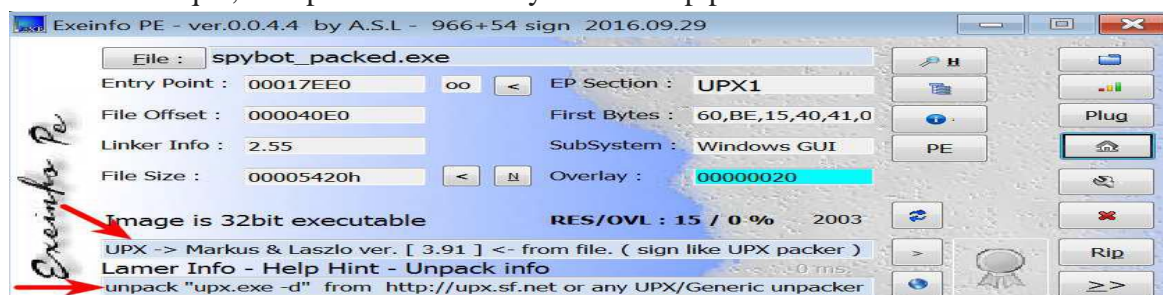 Exeinfo PE - ver.0.0.4.4 by A.S.L - 966+54 sign 2016.09.29
File : spybot_packed.exe
H
Entry Point : 00017EE0 oo < EP Section : UPX1
File Offset : 000040E0 First Bytes : 60,BE,15,40,41,0
Plug
Linker Info : 2.55 SubSystem : Windows GUI
PE
File Size : 00005420h < N Overlay : 00000020
Image is 32bit executable RES/OVL : 15 / 0 % 2003
UPX -> Markus & Laszlo ver. [ 3.91 ] <- from file. ( sign like UPX packer )
> Rip
Lamer Info - Help Hint - Unpack info 0 ms.
unpack "upx.exe -d" from http://upx.sf.net or any UPX/Generic unpacker
>>
Exeinfo Pe